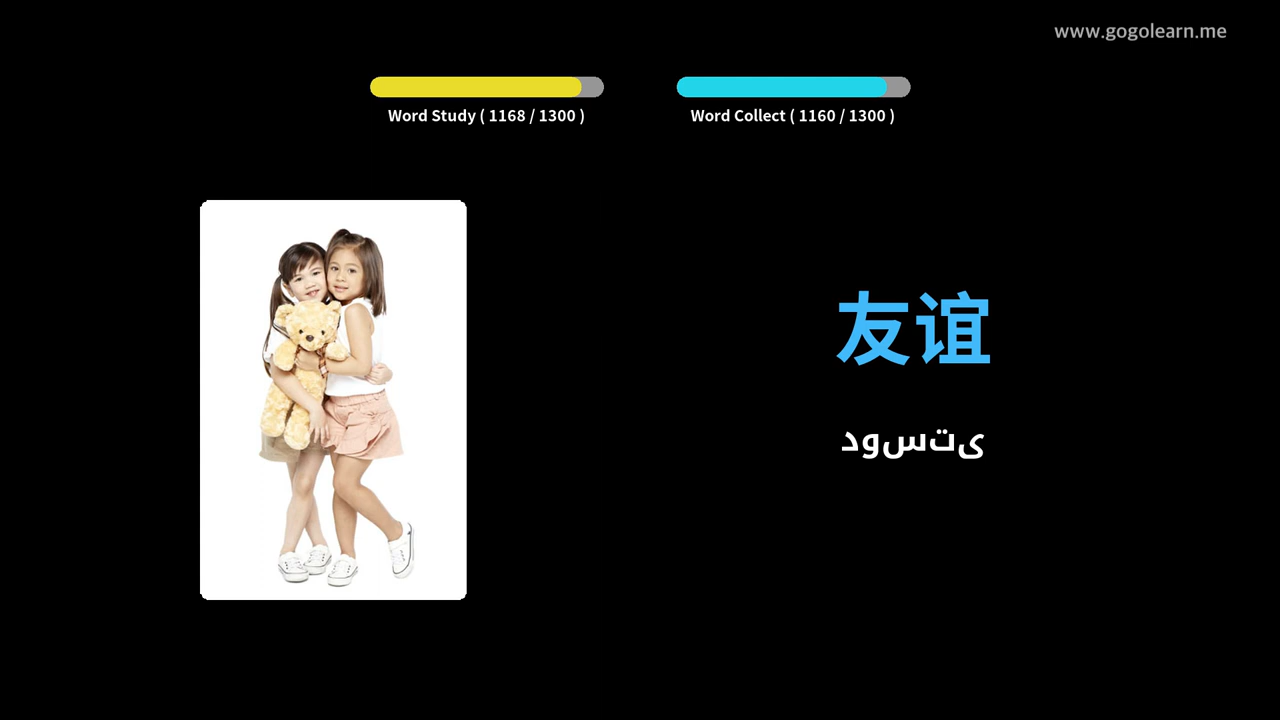 www.gogolearn.me
Word Study ( 1168 / 1300 )
Word Collect ( 1160 / 1300 )
友谊
دوستی